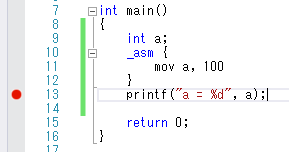 7 int main()
8 {
9 int a;
10 _asm {
11 mov a, 100
12 }
13 printf("a = %d", a);
14
15 return 0;
16 }
17